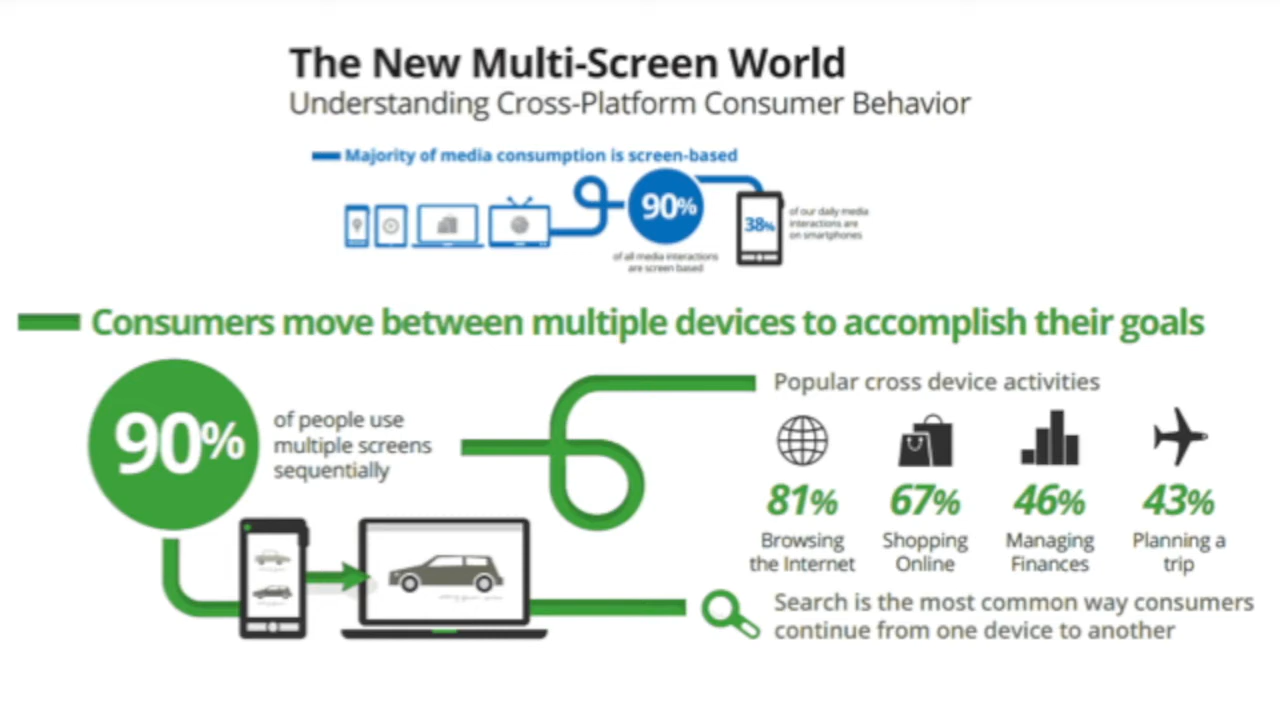 The New Multi-Screen World
Understanding Cross-Platform Consumer Behavior
Majority of media consumption is screen-based
90%
of all media interactions
are screen based
38%
of our daily media
interactions are
on smartphones
Consumers move between multiple devices to accomplish their goals
90%
of people use
multiple screens
sequentially
Popular cross device activities
81%
Browsing
the Internet
67%
Shopping
Online
46%
Managing
Finances
43%
Planning a
trip
Search is the most common way consumers
continue from one device to another